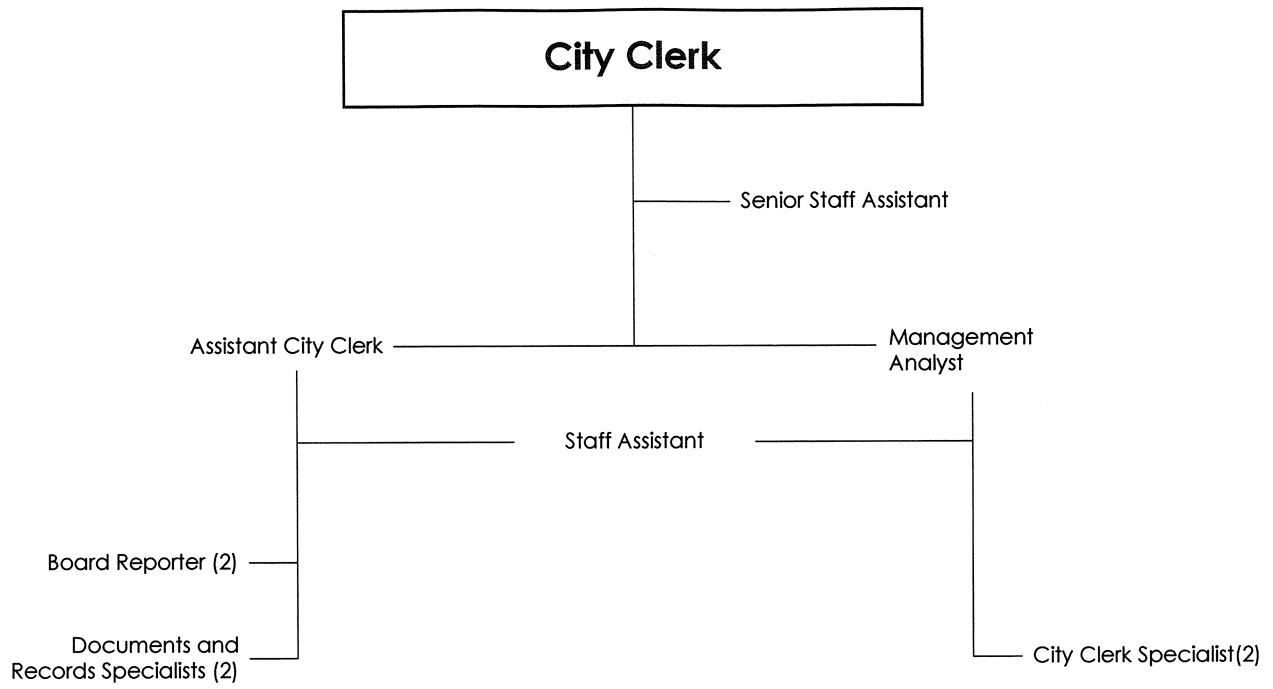 City Clerk
Senior Staff Assistant
Assistant City Clerk
Management
Analyst
Staff Assistant
Board Reporter (2)
Documents and
Records Specialists (2)
City Clerk Specialist(2)